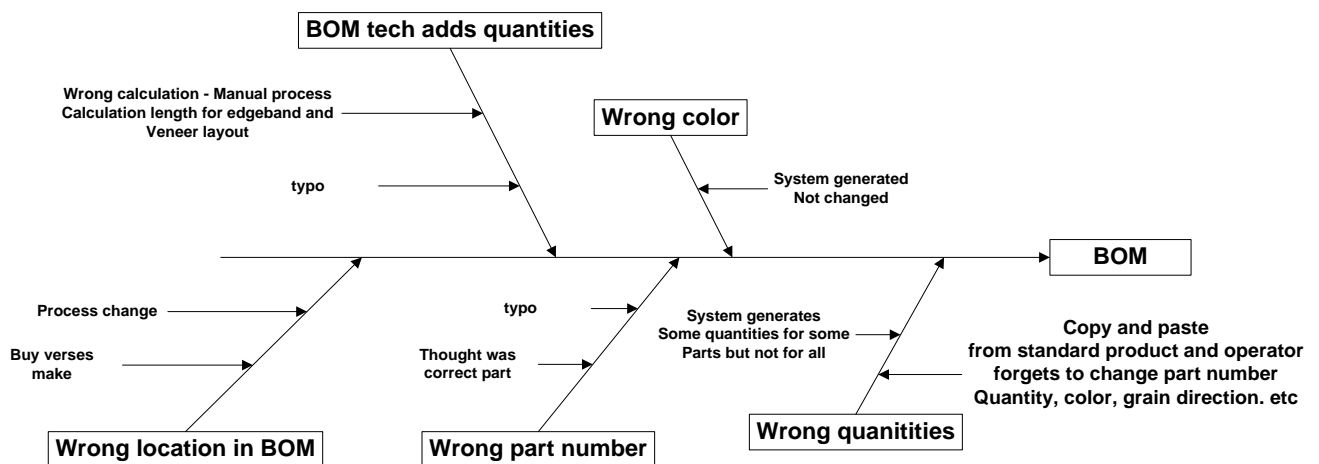 BOM tech adds quantities
Wrong calculation - Manual process
Calculation length for edgeband and
Veneer layout
typo
Wrong color
System generated
Not changed
BOM
Process change
Buy verses
make
Wrong location in BOM
typo
Thought was
correct part
Wrong part number
System generates
Some quantities for some
Parts but not for all
Copy and paste
from standard product and operator
forgets to change part number
Quantity, color, grain direction. etc
Wrong quanitities